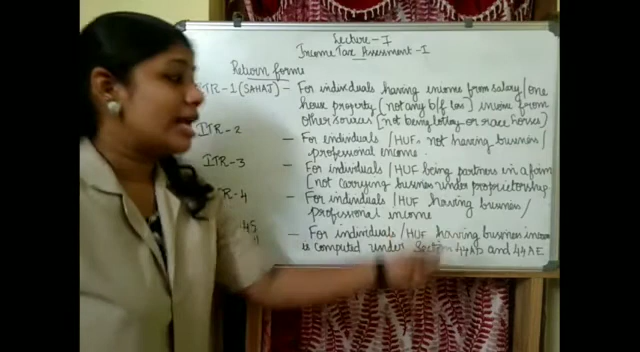 Lecture - I
Income Tax Assessment - I
Return forms
ITR-1 (SAHAJ) - For individuals having income from salary/one
house property [not any b/f loss] income from
other sources [not being lottery or race horses]
ITR-2 - For individuals / HUF not having business/
professional income.
ITR-3 - For individuals / HUF being partners in a firm
[not carrying business under proprietorship
R-4 - For individuals / HUF having business/
professional income
4S - For individuals / HUF having business income
is computed under Section 44AD and 44AE